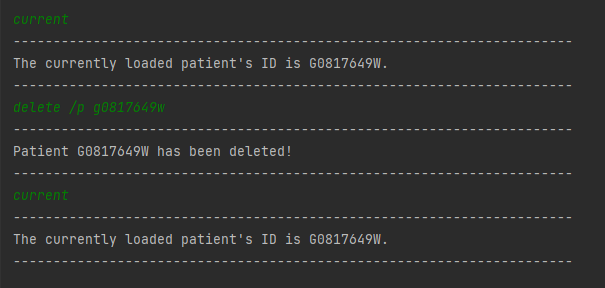 current
----------------------------------------------------------------------
The currently loaded patient's ID is G0817649W.
----------------------------------------------------------------------
delete /p g0817649w
----------------------------------------------------------------------
Patient G0817649W has been deleted!
----------------------------------------------------------------------
current
----------------------------------------------------------------------
The currently loaded patient's ID is G0817649W.
----------------------------------------------------------------------